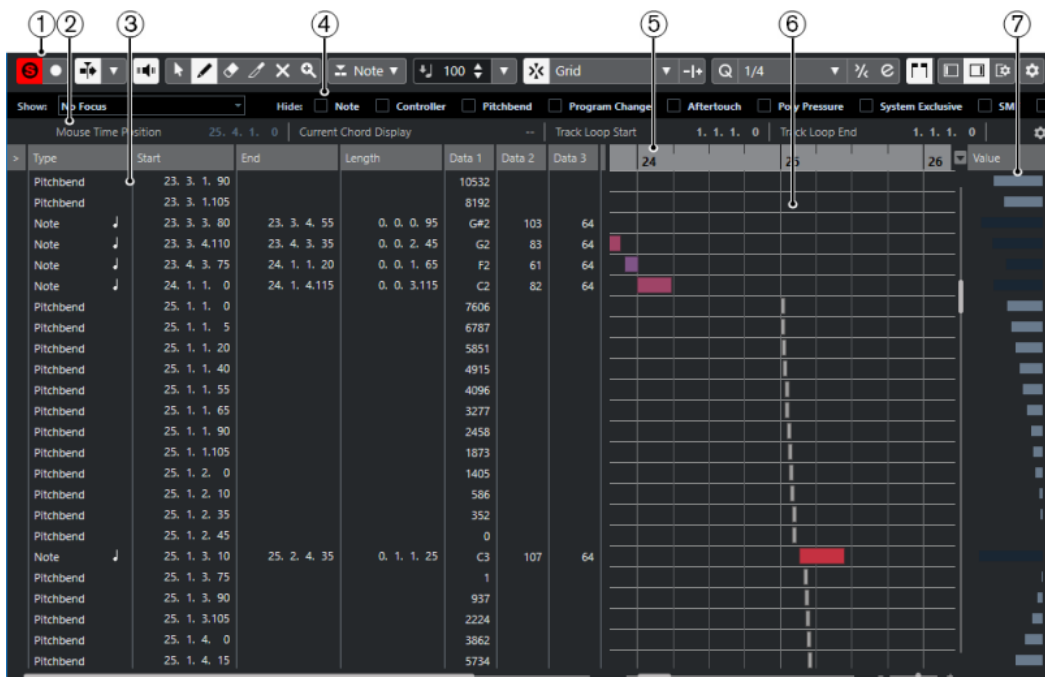 ① ② ③ ④ ⑤ ⑥ ⑦
S Note 100 Grid Q 1/4
Show: No Focus Hide: Note Controller Pitchbend Program Change Aftertouch Poly Pressure System Exclusive SM
Mouse Time Position 25. 4. 1. 0 Current Chord Display -- Track Loop Start 1. 1. 1. 0 Track Loop End 1. 1. 1. 0
> Type Start End Length Data 1 Data 2 Data 3 24 25 26 Value
Pitchbend 23. 3. 1. 90 10532
Pitchbend 23. 3. 1.105 8192
Note 23. 3. 3. 80 23. 3. 4. 55 0. 0. 0. 95 G#2 103 64
Note 23. 3. 4.110 23. 4. 3. 35 0. 0. 2. 45 G2 83 64
Note 23. 4. 3. 75 24. 1. 1. 20 0. 0. 1. 65 F2 61 64
Note 24. 1. 1. 0 24. 1. 4.115 0. 0. 3.115 C2 82 64
Pitchbend 25. 1. 1. 0 7606
Pitchbend 25. 1. 1. 5 6787
Pitchbend 25. 1. 1. 20 5851
Pitchbend 25. 1. 1. 40 4915
Pitchbend 25. 1. 1. 55 4096
Pitchbend 25. 1. 1. 65 3277
Pitchbend 25. 1. 1. 90 2458
Pitchbend 25. 1. 1.105 1873
Pitchbend 25. 1. 2. 0 1405
Pitchbend 25. 1. 2. 10 586
Pitchbend 25. 1. 2. 35 352
Pitchbend 25. 1. 2. 45 0
Note 25. 1. 3. 10 25. 2. 4. 35 0. 1. 1. 25 C3 107 64
Pitchbend 25. 1. 3. 75 1
Pitchbend 25. 1. 3. 90 937
Pitchbend 25. 1. 3.105 2224
Pitchbend 25. 1. 4. 0 3862
Pitchbend 25. 1. 4. 15 5734